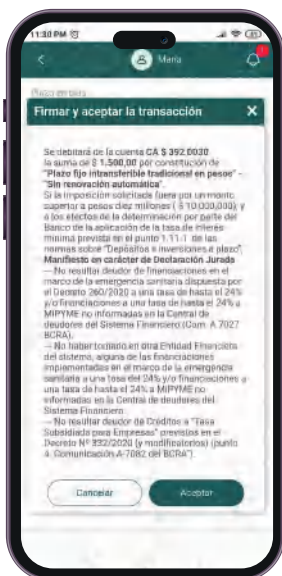 11:30 PM
María
Plazo en pesos
Firmar y aceptar la transacción
Se debitará de la cuenta CA $ 392.0030
la suma de $ 1.500,00 por constitución de
"Plazo fijo intransferible tradicional en pesos" –
"Sin renovación automática".
Si la imposición solicitada fuera por un monto
superior a pesos diez millones ( $ 10.000.000) y
a los efectos de la determinación por parte del
Banco de la aplicación de la tasa de interés
mínima prevista en el punto 1.11.1. de las
normas sobre "Depósitos e inversiones a plazo",
Manifiesto en carácter de Declaración Jurada
— No resultar deudor de financiaciones en el
marco de la emergencia sanitaria dispuesta por
el Decreto 260/2020 a una tasa de hasta el 24%
y/o financiaciones a una tasa de hasta el 24% a
MIPYME no informadas en la Central de
deudores del Sistema Financiero (Com. A 7027
BCRA).
— No haber tomado en otra Entidad Financiera
del sistema, alguna de las financiaciones
implementadas en el marco de la emergencia
sanitaria a una tasa del 24% y/o financiaciones a
una tasa de hasta el 24% a MIPYME no
informadas en la Central de deudores del
Sistema Financiero
— No resultar deudor de Créditos a "Tasa
Subsidiada para Empresas" previstos en el
Decreto Nº 332/2020 (y modificatorios) (punto
4. Comunicación A-7082 del BCRA").
Cancelar
Aceptar